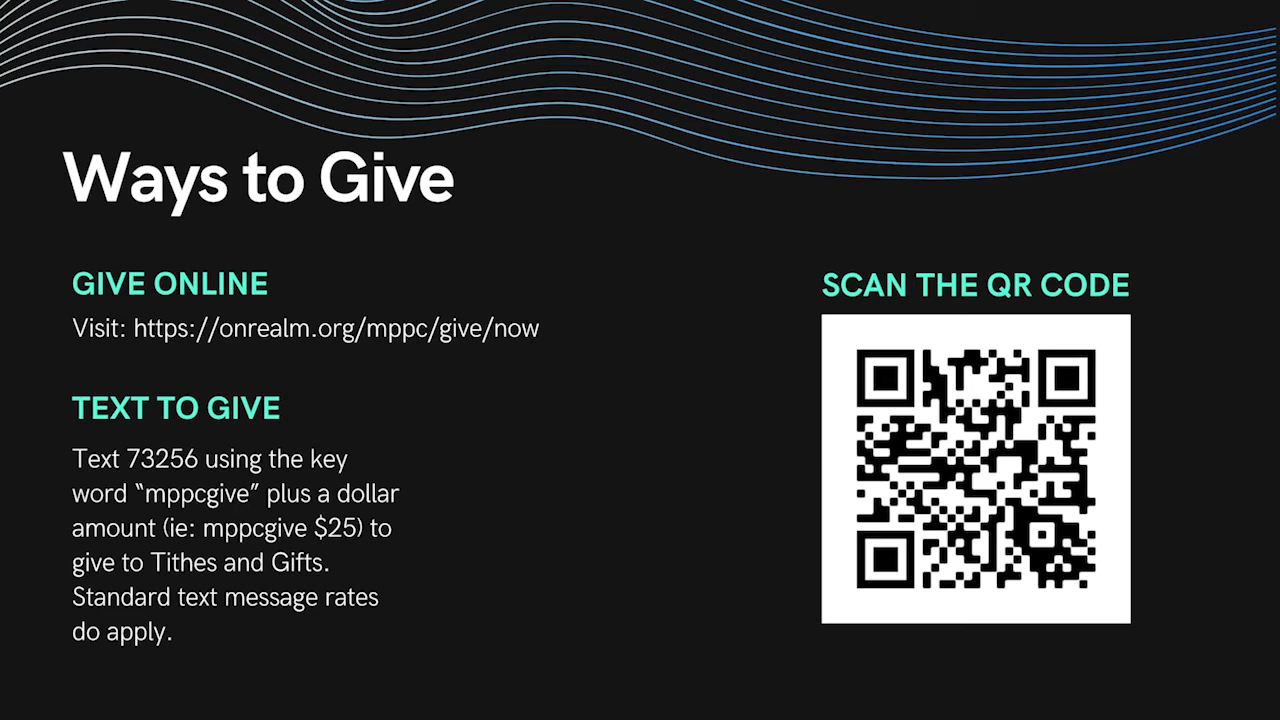 Ways to Give
GIVE ONLINE
Visit: https://onrealm.org/mppc/give/now
TEXT TO GIVE
Text 73256 using the key
word “mppcgive” plus a dollar
amount (ie: mppcgive $25) to
give to Tithes and Gifts.
Standard text message rates
do apply.
SCAN THE QR CODE